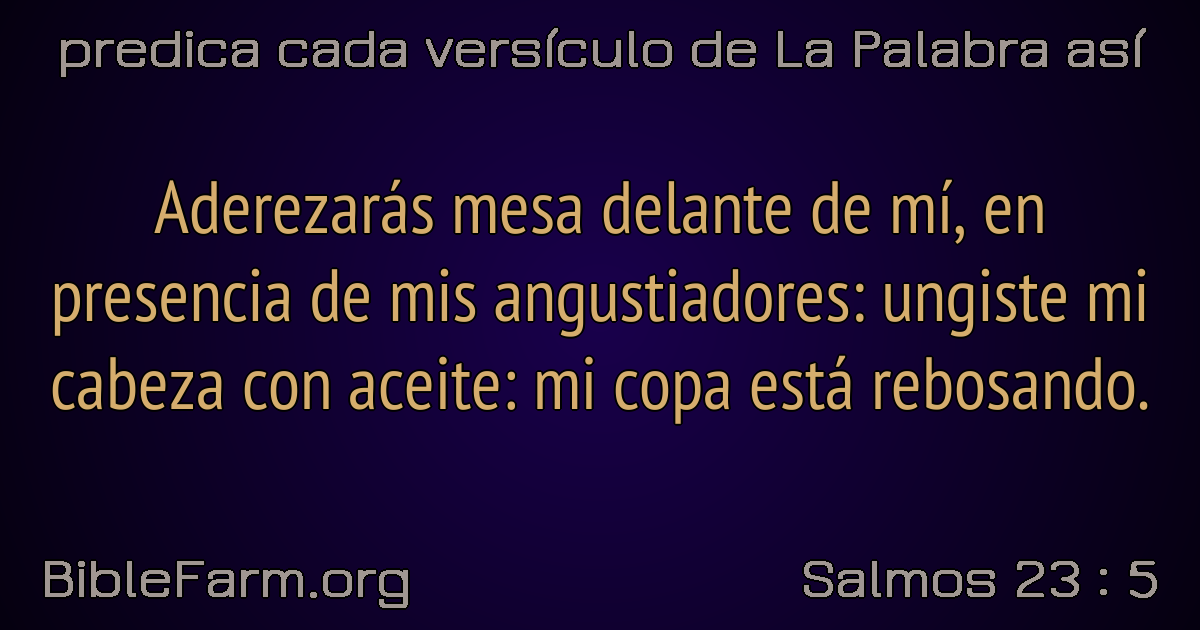 predica cada versículo de La Palabra así
Aderezarás mesa delante de mí, en
presencia de mis angustiadores: ungiste mi
cabeza con aceite: mi copa está rebosando.
BibleFarm.org
Salmos 23 : 5